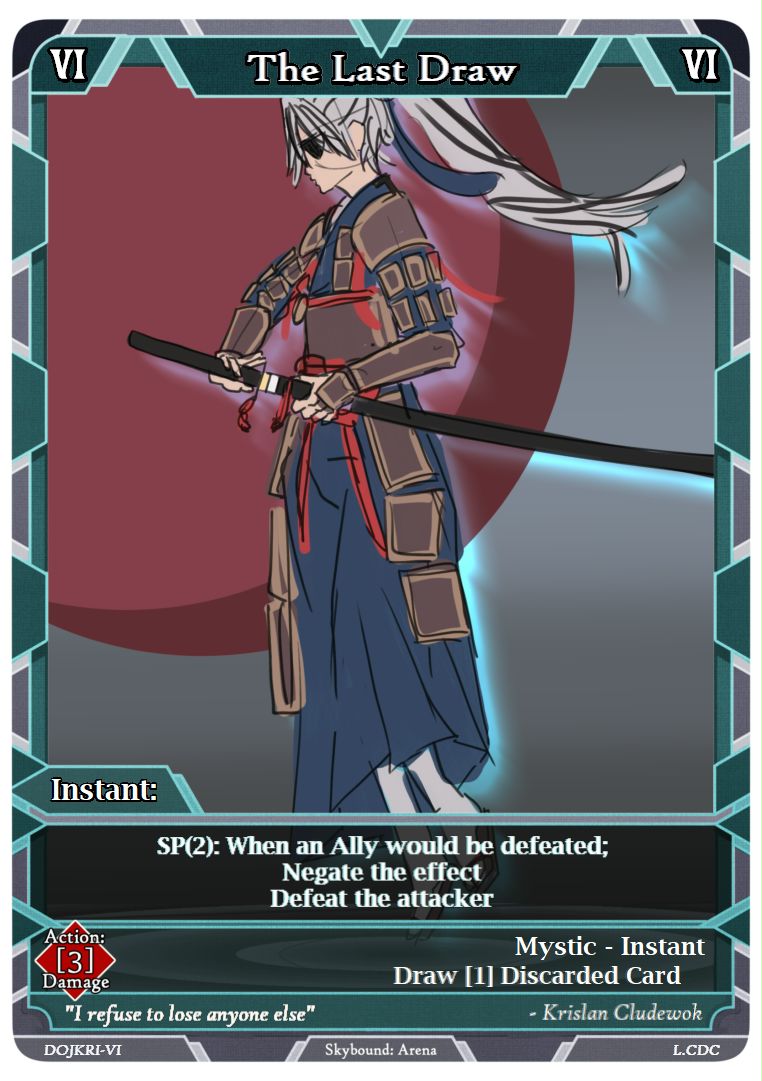 VI The Last Draw VI
Instant:
SP(2): When an Ally would be defeated;
Negate the effect
Defeat the attacker
Action:
[3]
Damage
Mystic - Instant
Draw [1] Discarded Card
"I refuse to lose anyone else"
- Krislan Cludewok
DOJKRI-VI
Skybound: Arena
L.CDC